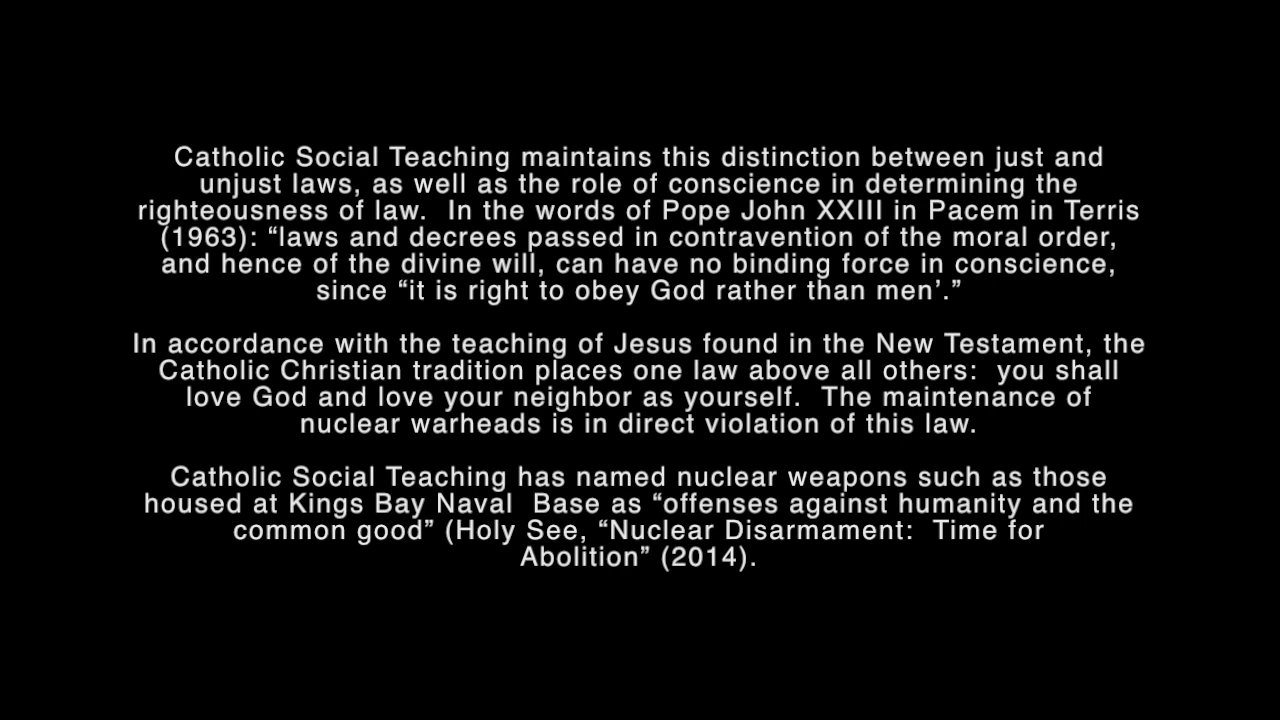 Catholic Social Teaching maintains this distinction between just and
unjust laws, as well as the role of conscience in determining the
righteousness of law.  In the words of Pope John XXIII in Pacem in Terris
(1963): “laws and decrees passed in contravention of the moral order,
and hence of the divine will, can have no binding force in conscience,
since “it is right to obey God rather than men’.”
In accordance with the teaching of Jesus found in the New Testament, the
Catholic Christian tradition places one law above all others:  you shall
love God and love your neighbor as yourself.  The maintenance of
nuclear warheads is in direct violation of this law.
Catholic Social Teaching has named nuclear weapons such as those
housed at Kings Bay Naval  Base as “offenses against humanity and the
common good” (Holy See, “Nuclear Disarmament:  Time for
Abolition” (2014).